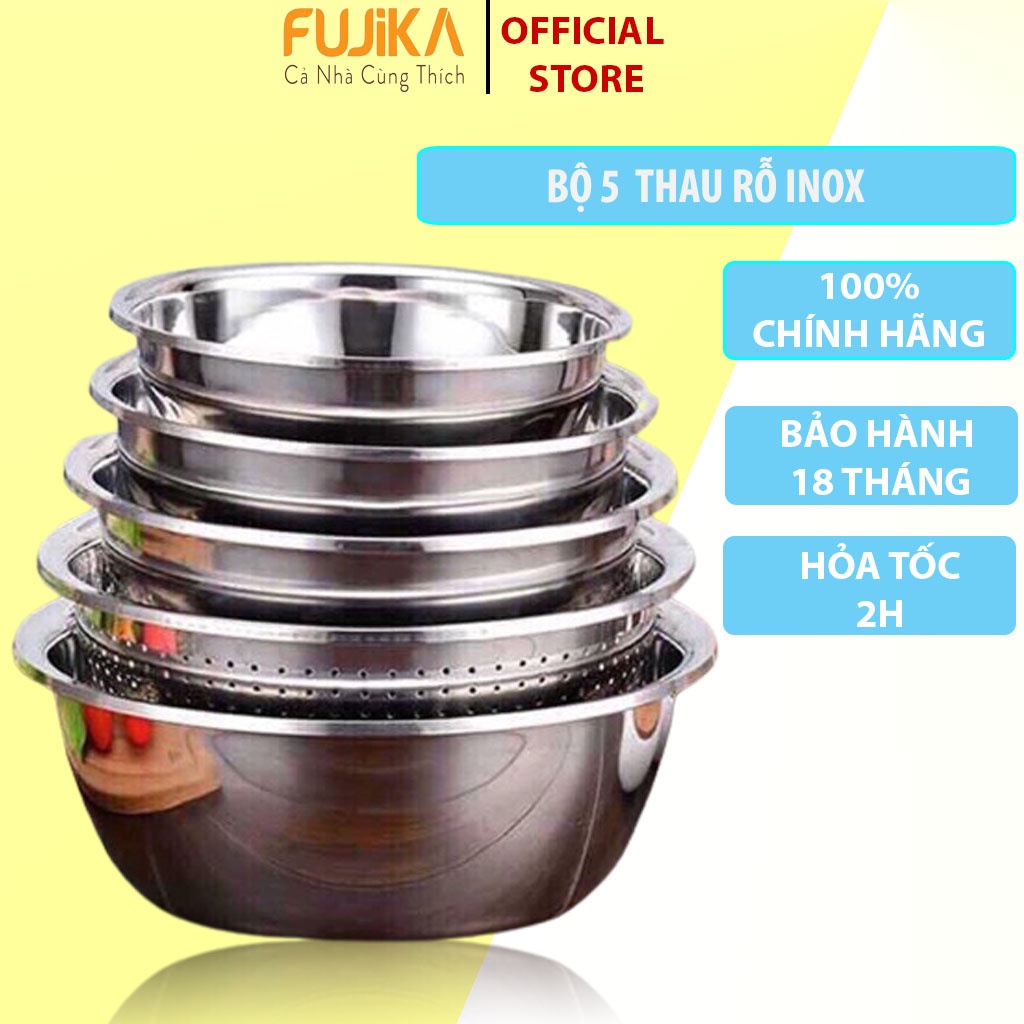 FUJiKA
Cả Nhà Cùng Thích
OFFICIAL
STORE
BỘ 5 THAU RỖ INOX
100%
CHÍNH HÃNG
BẢO HÀNH
18 THÁNG
HỎA TỐC
2H